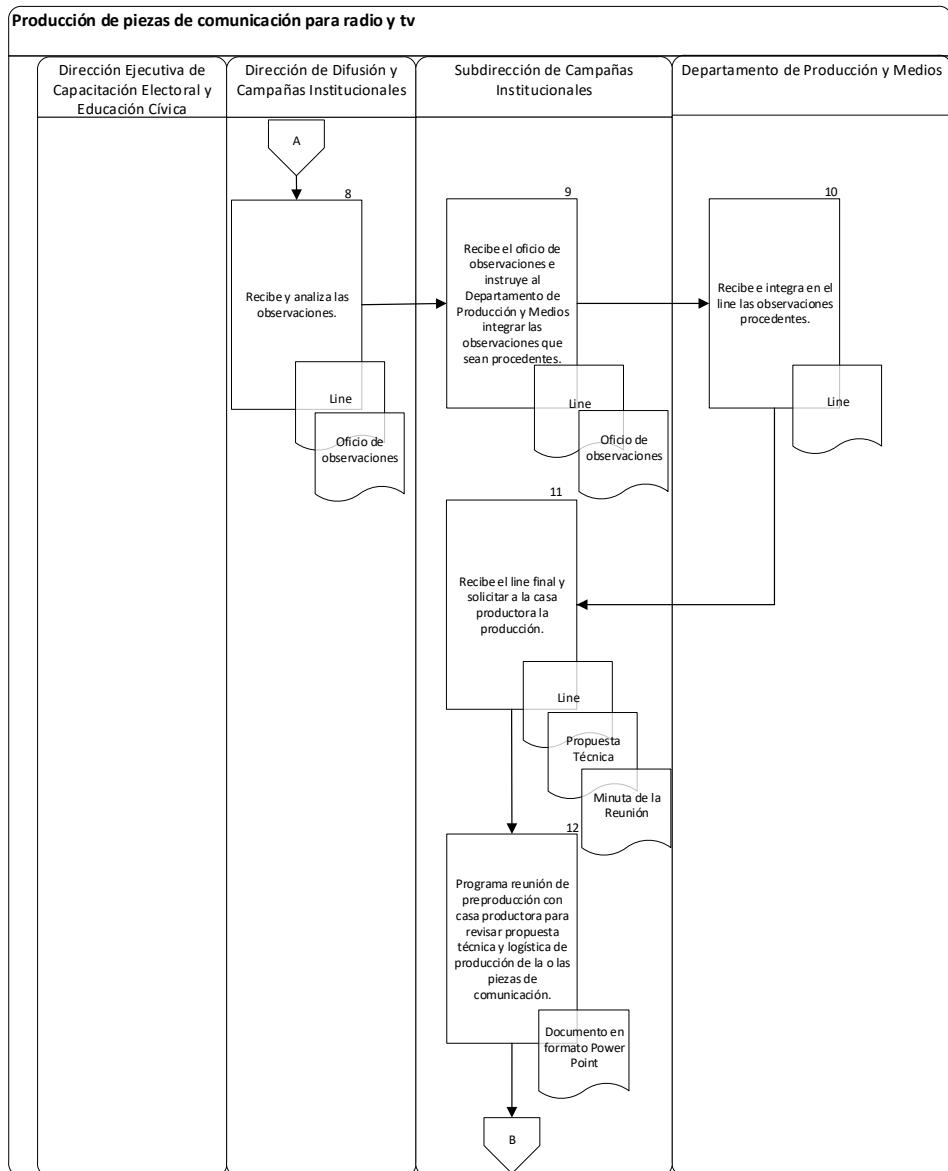 Producción de piezas de comunicación para radio y tv
Dirección Ejecutiva de
Capacitación Electoral y
Educación Cívica
Dirección de Difusión y
Campañas Institucionales
Subdirección de Campañas
Institucionales
Departamento de Producción y Medios
A
8
Recibe y analiza las
observaciones.
Line
Oficio de
observaciones
9
Recibe el oficio de
observaciones e
instruye al
Departamento de
Producción y Medios
integrar las
observaciones que
sean procedentes.
Line
Oficio de
observaciones
10
Recibe e integra en el
line las observaciones
procedentes.
Line
11
Recibe el line final y
solicitar a la casa
productora la
producción.
Line
Propuesta
Técnica
Minuta de la
Reunión
12
Programa reunión de
preproducción con
casa productora para
revisar propuesta
técnica y logística de
producción de la o las
piezas de
comunicación.
Documento en
formato Power
Point
B